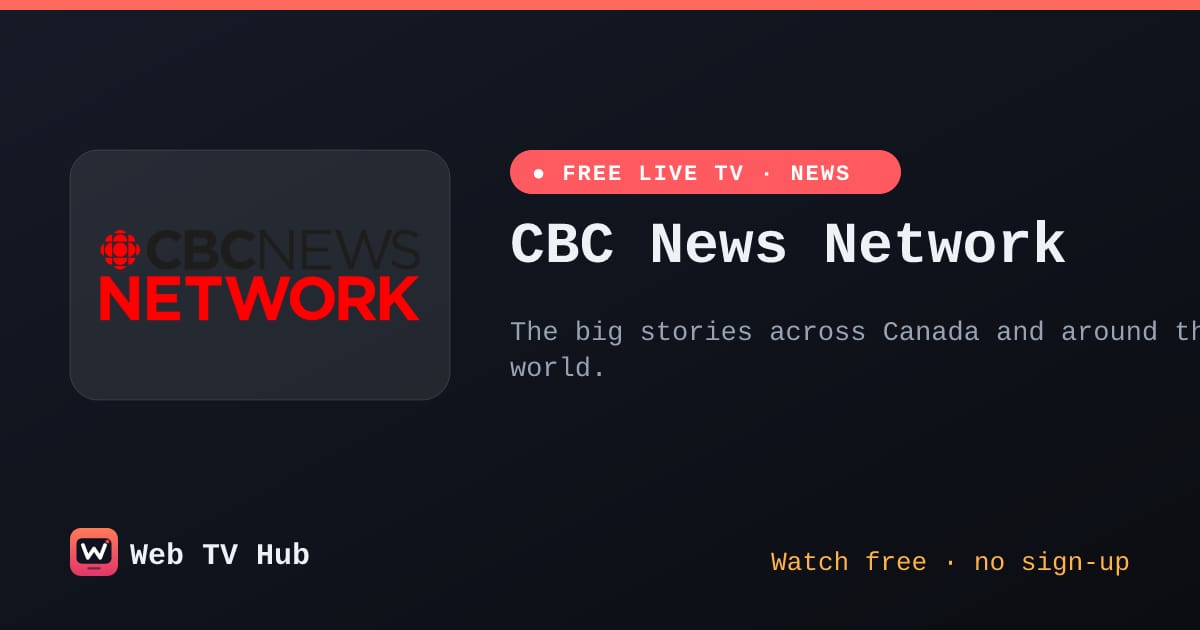 CBCNEWS
NETWORK
● FREE LIVE TV · NEWS
CBC News Network
The big stories across Canada and around th
world.
W
Web TV Hub
Watch free · no sign-up